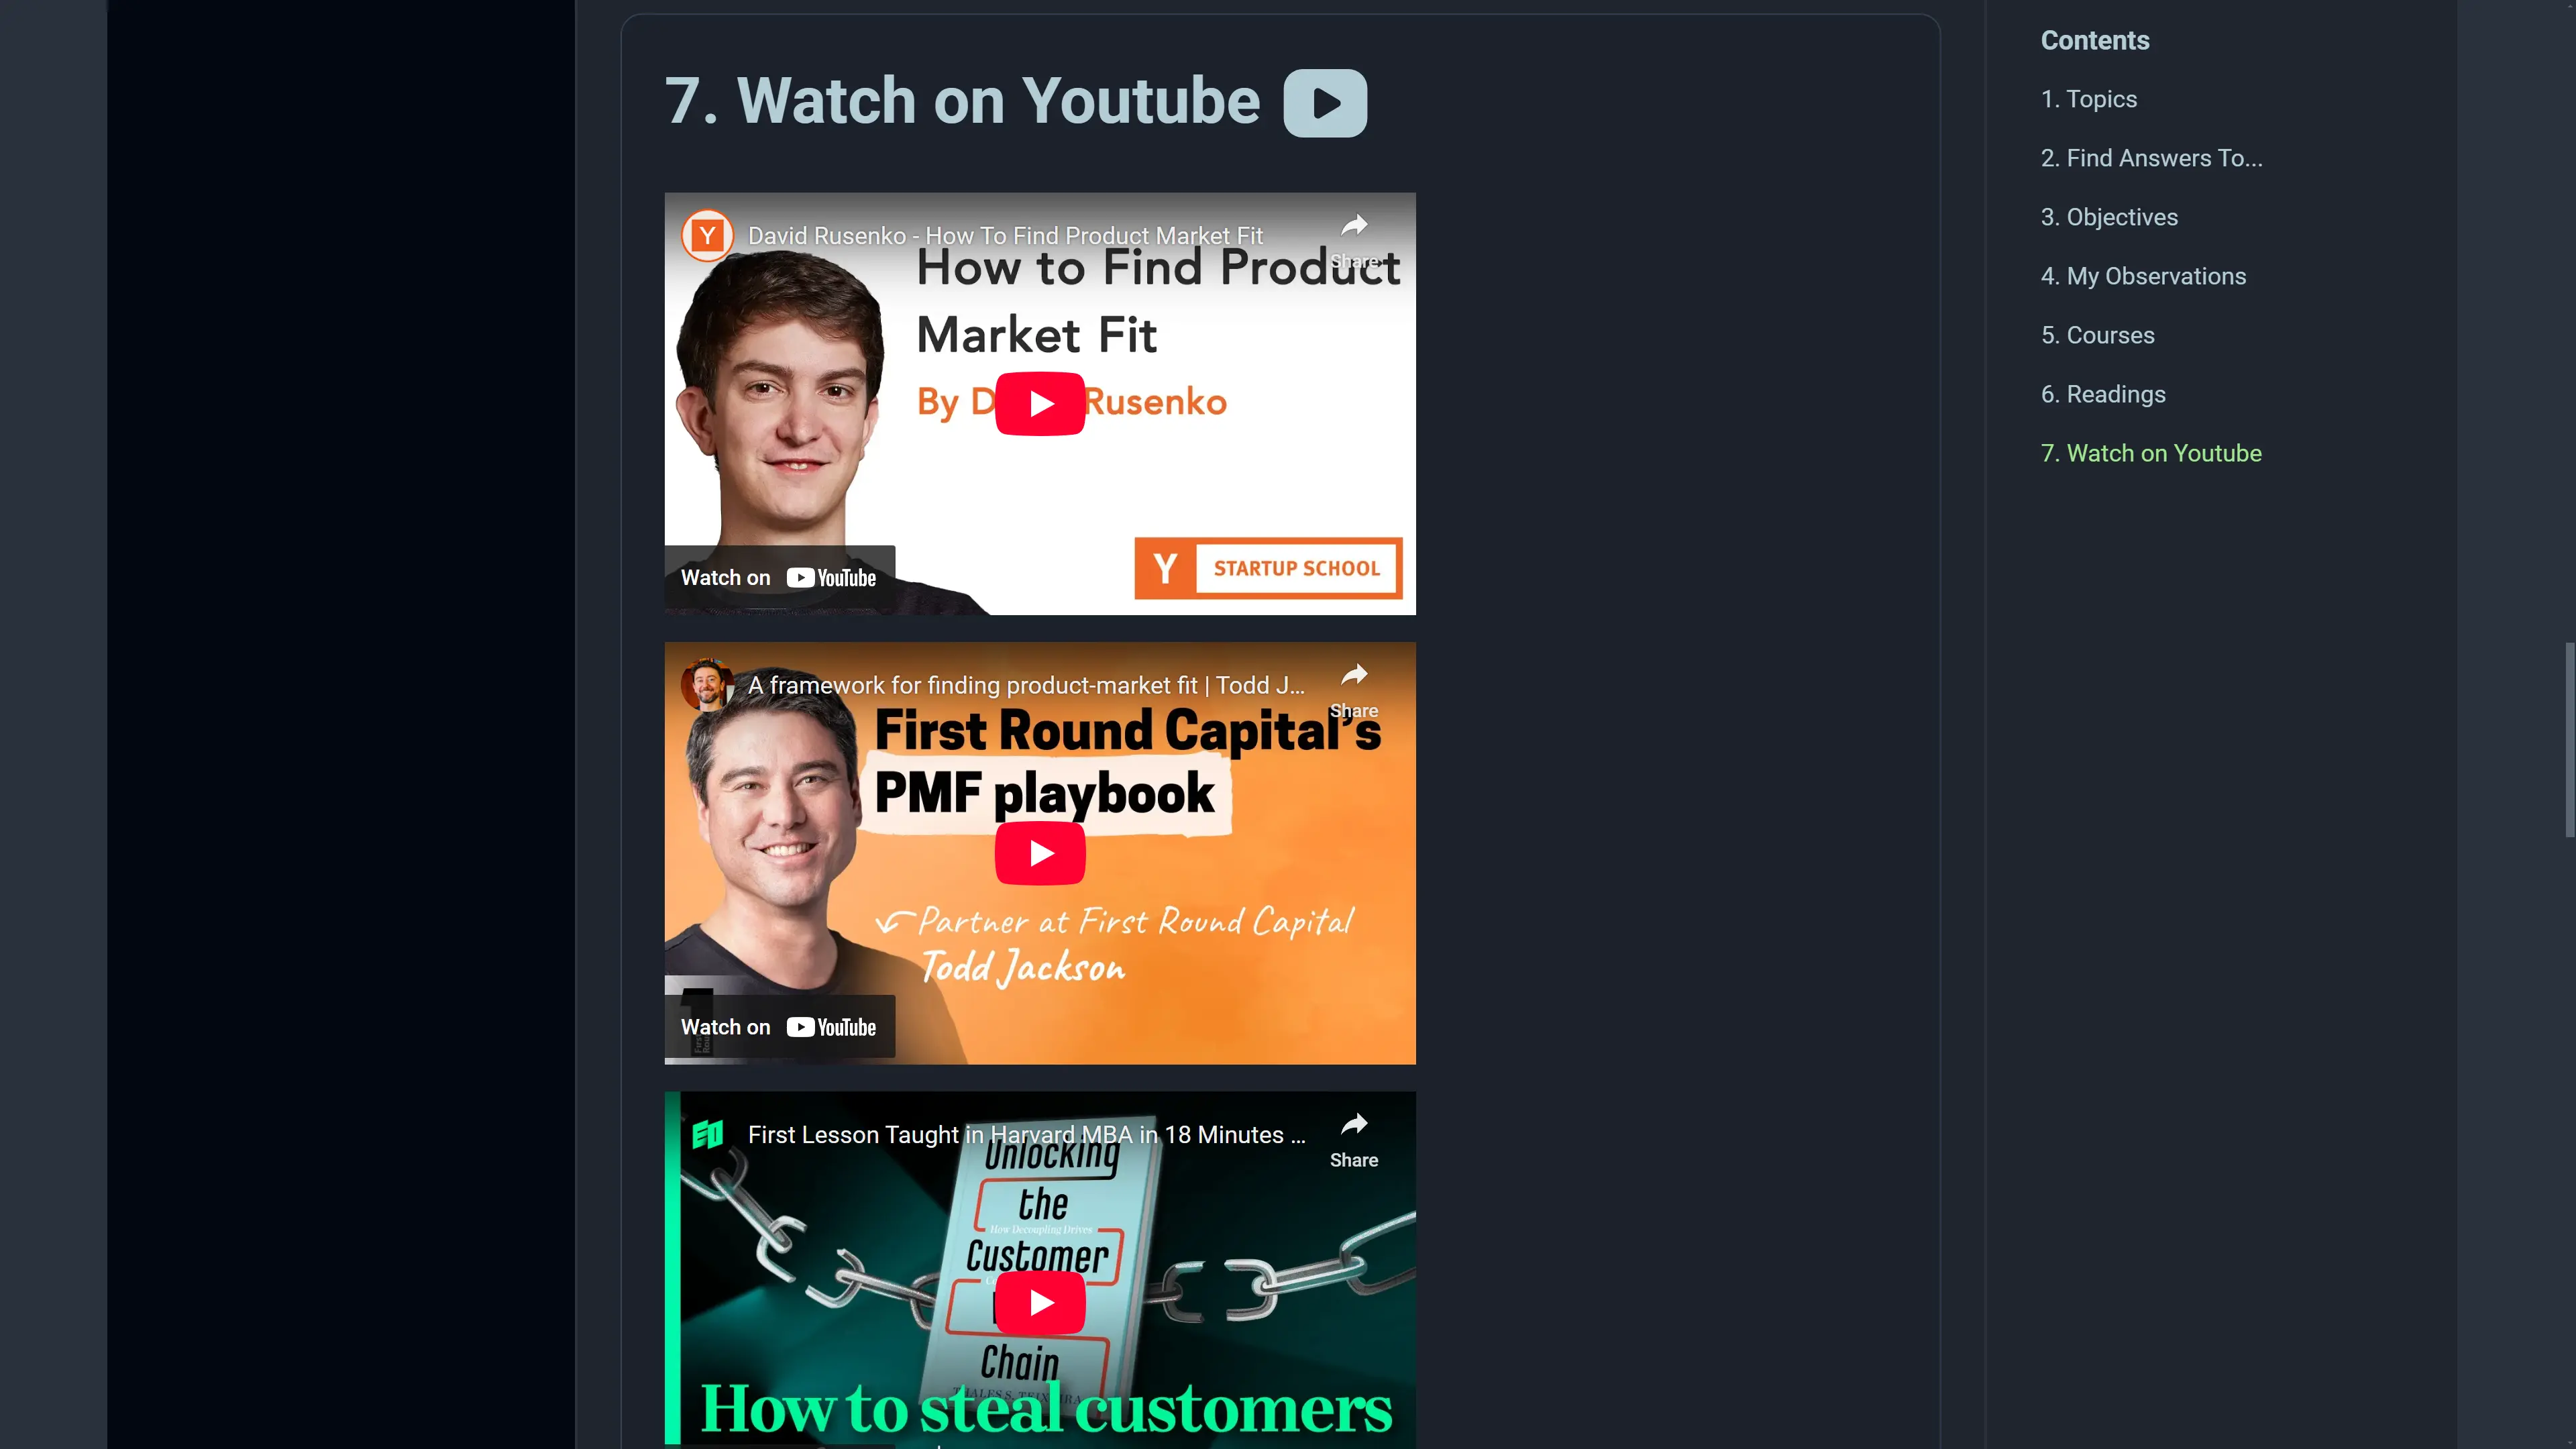 7. Watch on Youtube
Y
David Rusenko - How To Find Product Market Fit
Share
How to Find Product
Market Fit
By D Rusenko
Y STARTUP SCHOOL
Watch on YouTube
A framework for finding product-market fit | Todd J...
Share
First Round Capital's
PMF playbook
Partner at First Round Capital
Todd Jackson
Watch on YouTube
First Lesson Taught in Harvard MBA in 18 Minutes ...
Share
Unlocking
the
How Decoupling Drives
Customer
Chain
How to steal customers
Contents
1. Topics
2. Find Answers To...
3. Objectives
4. My Observations
5. Courses
6. Readings
7. Watch on Youtube